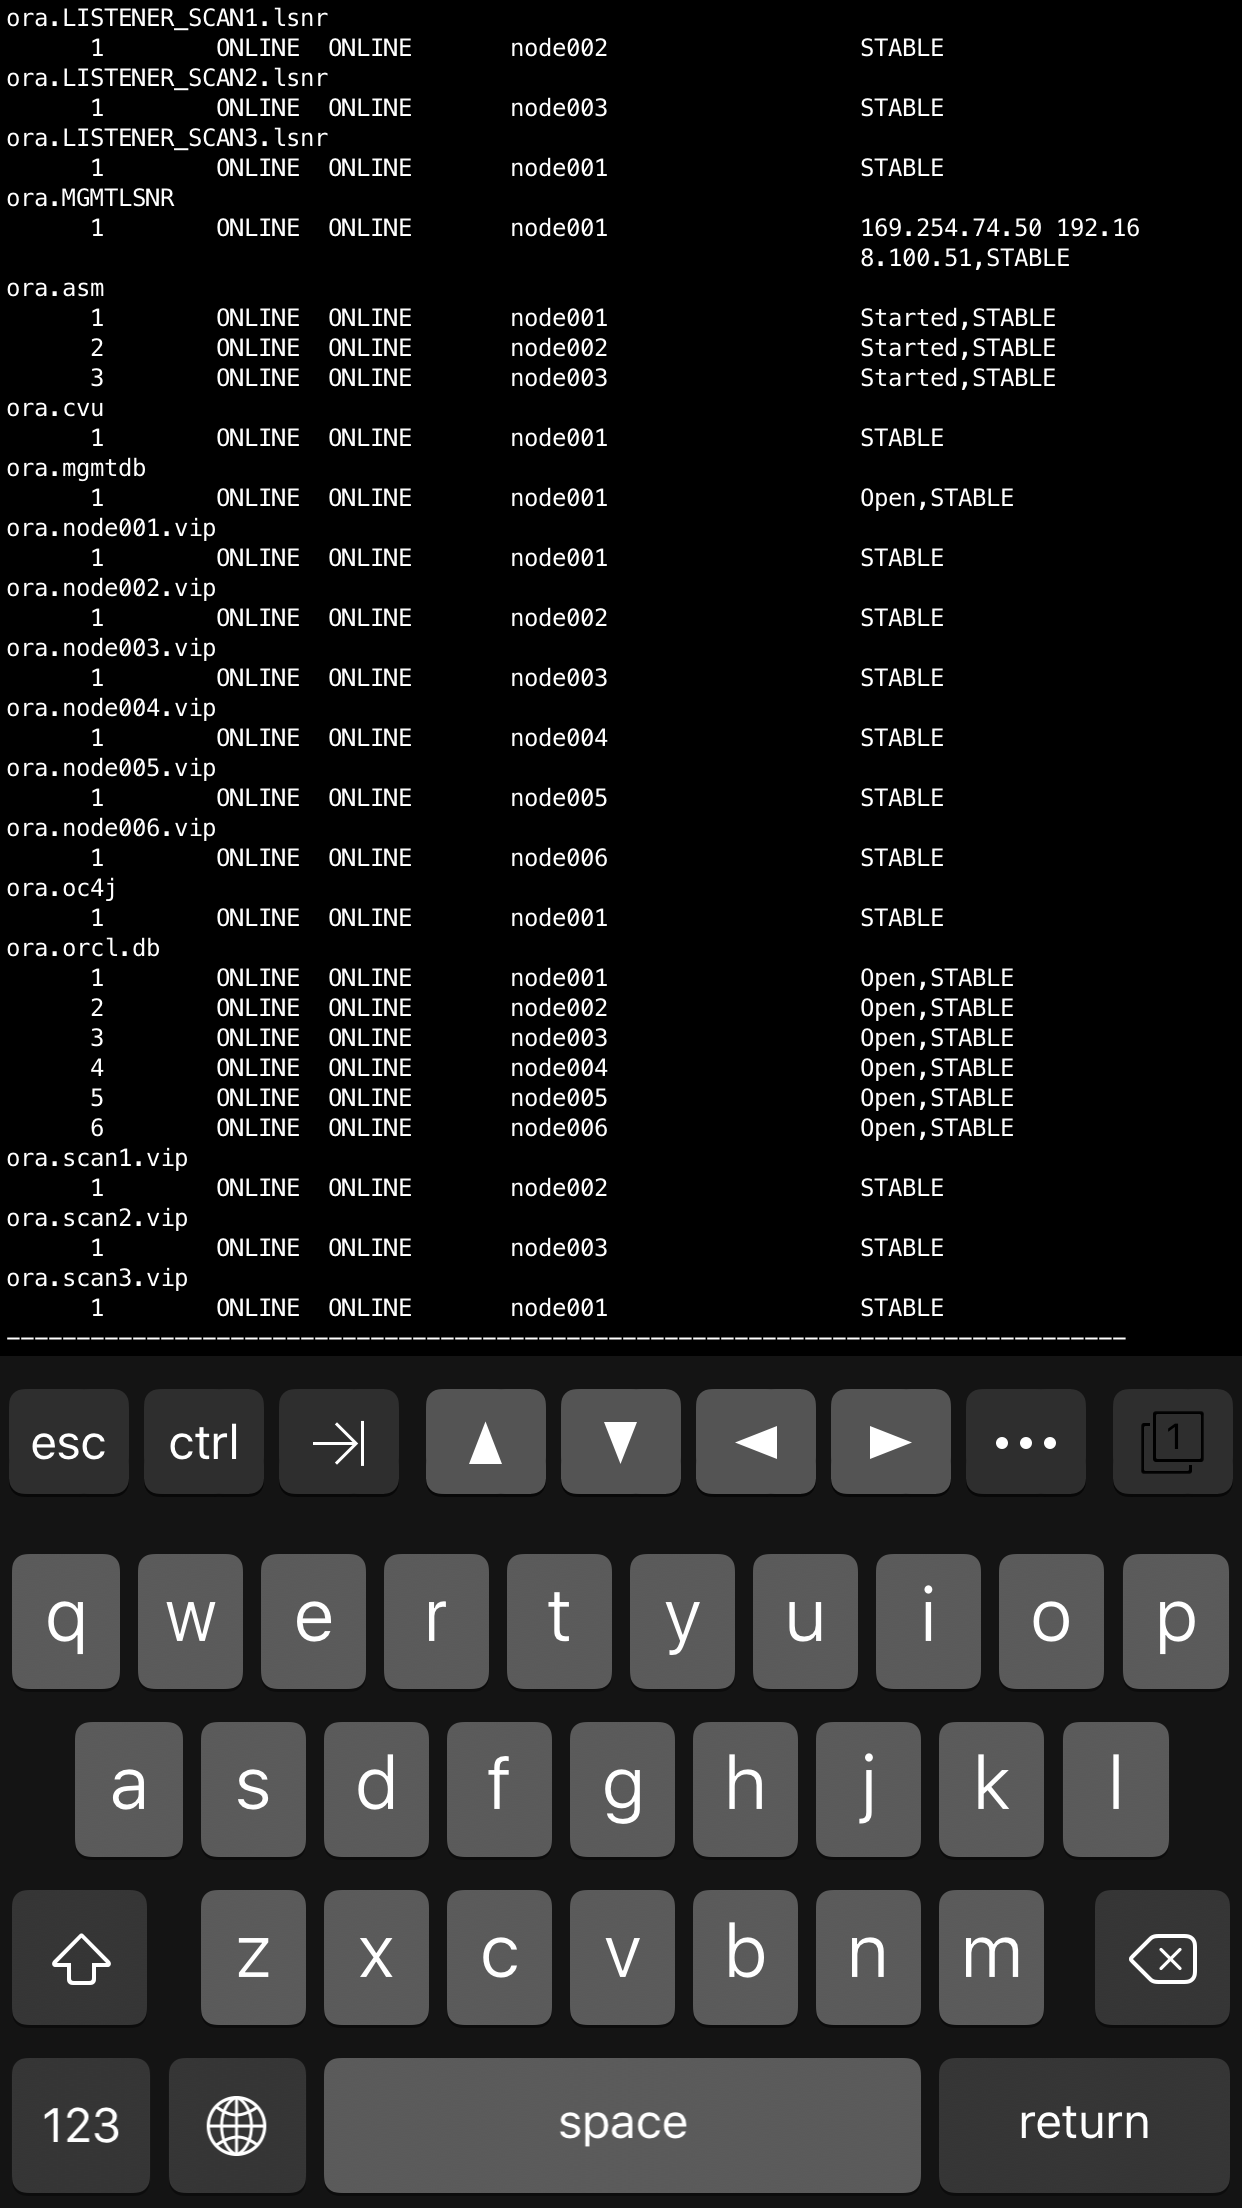 ora.LISTENER_SCAN1.lsnr
      1        ONLINE  ONLINE       node002                  STABLE
ora.LISTENER_SCAN2.lsnr
      1        ONLINE  ONLINE       node003                  STABLE
ora.LISTENER_SCAN3.lsnr
      1        ONLINE  ONLINE       node001                  STABLE
ora.MGMTLSNR
      1        ONLINE  ONLINE       node001                  169.254.74.50 192.16
                                                             8.100.51,STABLE
ora.asm
      1        ONLINE  ONLINE       node001                  Started,STABLE
      2        ONLINE  ONLINE       node002                  Started,STABLE
      3        ONLINE  ONLINE       node003                  Started,STABLE
ora.cvu
      1        ONLINE  ONLINE       node001                  STABLE
ora.mgmtdb
      1        ONLINE  ONLINE       node001                  Open,STABLE
ora.node001.vip
      1        ONLINE  ONLINE       node001                  STABLE
ora.node002.vip
      1        ONLINE  ONLINE       node002                  STABLE
ora.node003.vip
      1        ONLINE  ONLINE       node003                  STABLE
ora.node004.vip
      1        ONLINE  ONLINE       node004                  STABLE
ora.node005.vip
      1        ONLINE  ONLINE       node005                  STABLE
ora.node006.vip
      1        ONLINE  ONLINE       node006                  STABLE
ora.oc4j
      1        ONLINE  ONLINE       node001                  STABLE
ora.orcl.db
      1        ONLINE  ONLINE       node001                  Open,STABLE
      2        ONLINE  ONLINE       node002                  Open,STABLE
      3        ONLINE  ONLINE       node003                  Open,STABLE
      4        ONLINE  ONLINE       node004                  Open,STABLE
      5        ONLINE  ONLINE       node005                  Open,STABLE
      6        ONLINE  ONLINE       node006                  Open,STABLE
ora.scan1.vip
      1        ONLINE  ONLINE       node002                  STABLE
ora.scan2.vip
      1        ONLINE  ONLINE       node003                  STABLE
ora.scan3.vip
      1        ONLINE  ONLINE       node001                  STABLE
--------------------------------------------------------------------------------
esc ctrl 1
q w e r t y u i o p
a s d f g h j k l
z x c v b n m
123 space return